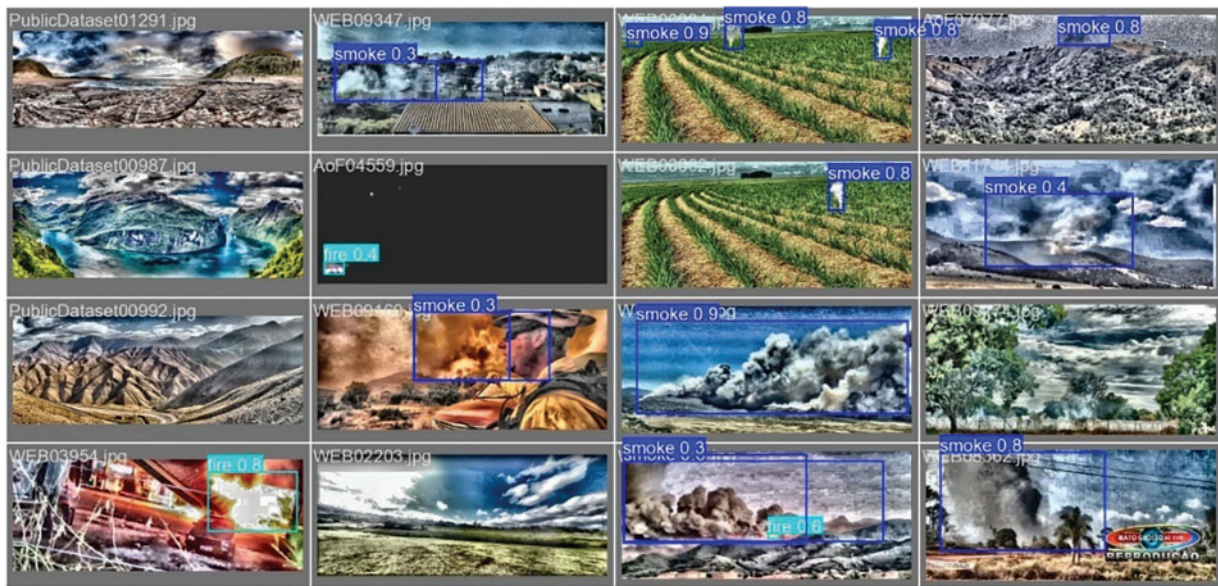 PublicDataset01291.jpg
WEB09347.jpg
smoke 0.3
smoke 0.9
smoke 0.8
smoke 0.8
smoke 0.8
PublicDataset00987.jpg
AoF04559.jpg
fire 0.4
smoke 0.8
WEB11744.jpg
smoke 0.4
PublicDataset00992.jpg
smoke 0.3
smoke 0.9
WEB03954.jpg
fire 0.8
WEB02203.jpg
smoke 0.3
fire 0.6
smoke 0.8
REPRODUÇÃO